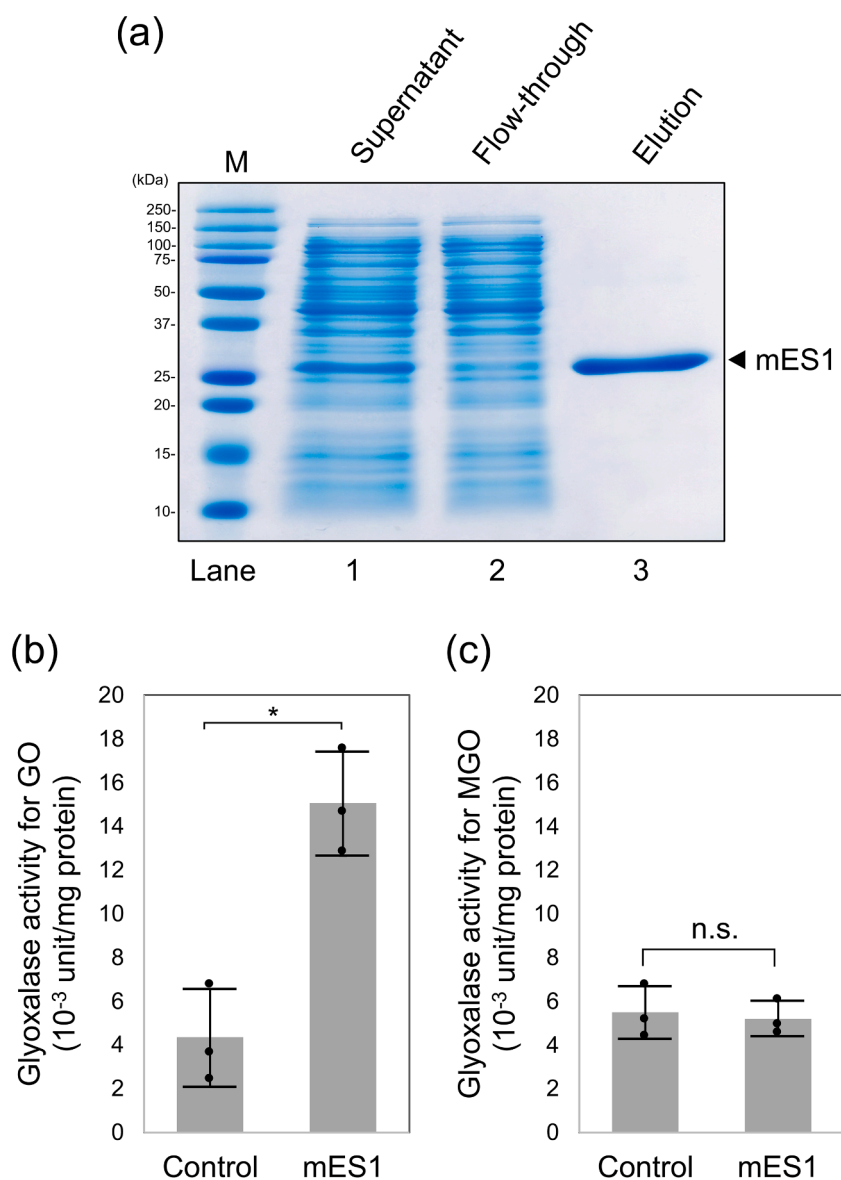 (a)
Supernatant
Flow-through
Elution
M
(kDa)
250-
150-
100-
75-
50-
37-
25-
20-
15-
10-
◄ mES1
Lane 1 2 3
(b)
Glyoxalase activity for GO
(10⁻³ unit/mg protein)
20
18
16
14
12
10
8
6
4
2
0
*
Control mES1
(c)
Glyoxalase activity for MGO
(10⁻³ unit/mg protein)
20
18
16
14
12
10
8
6
4
2
0
n.s.
Control mES1